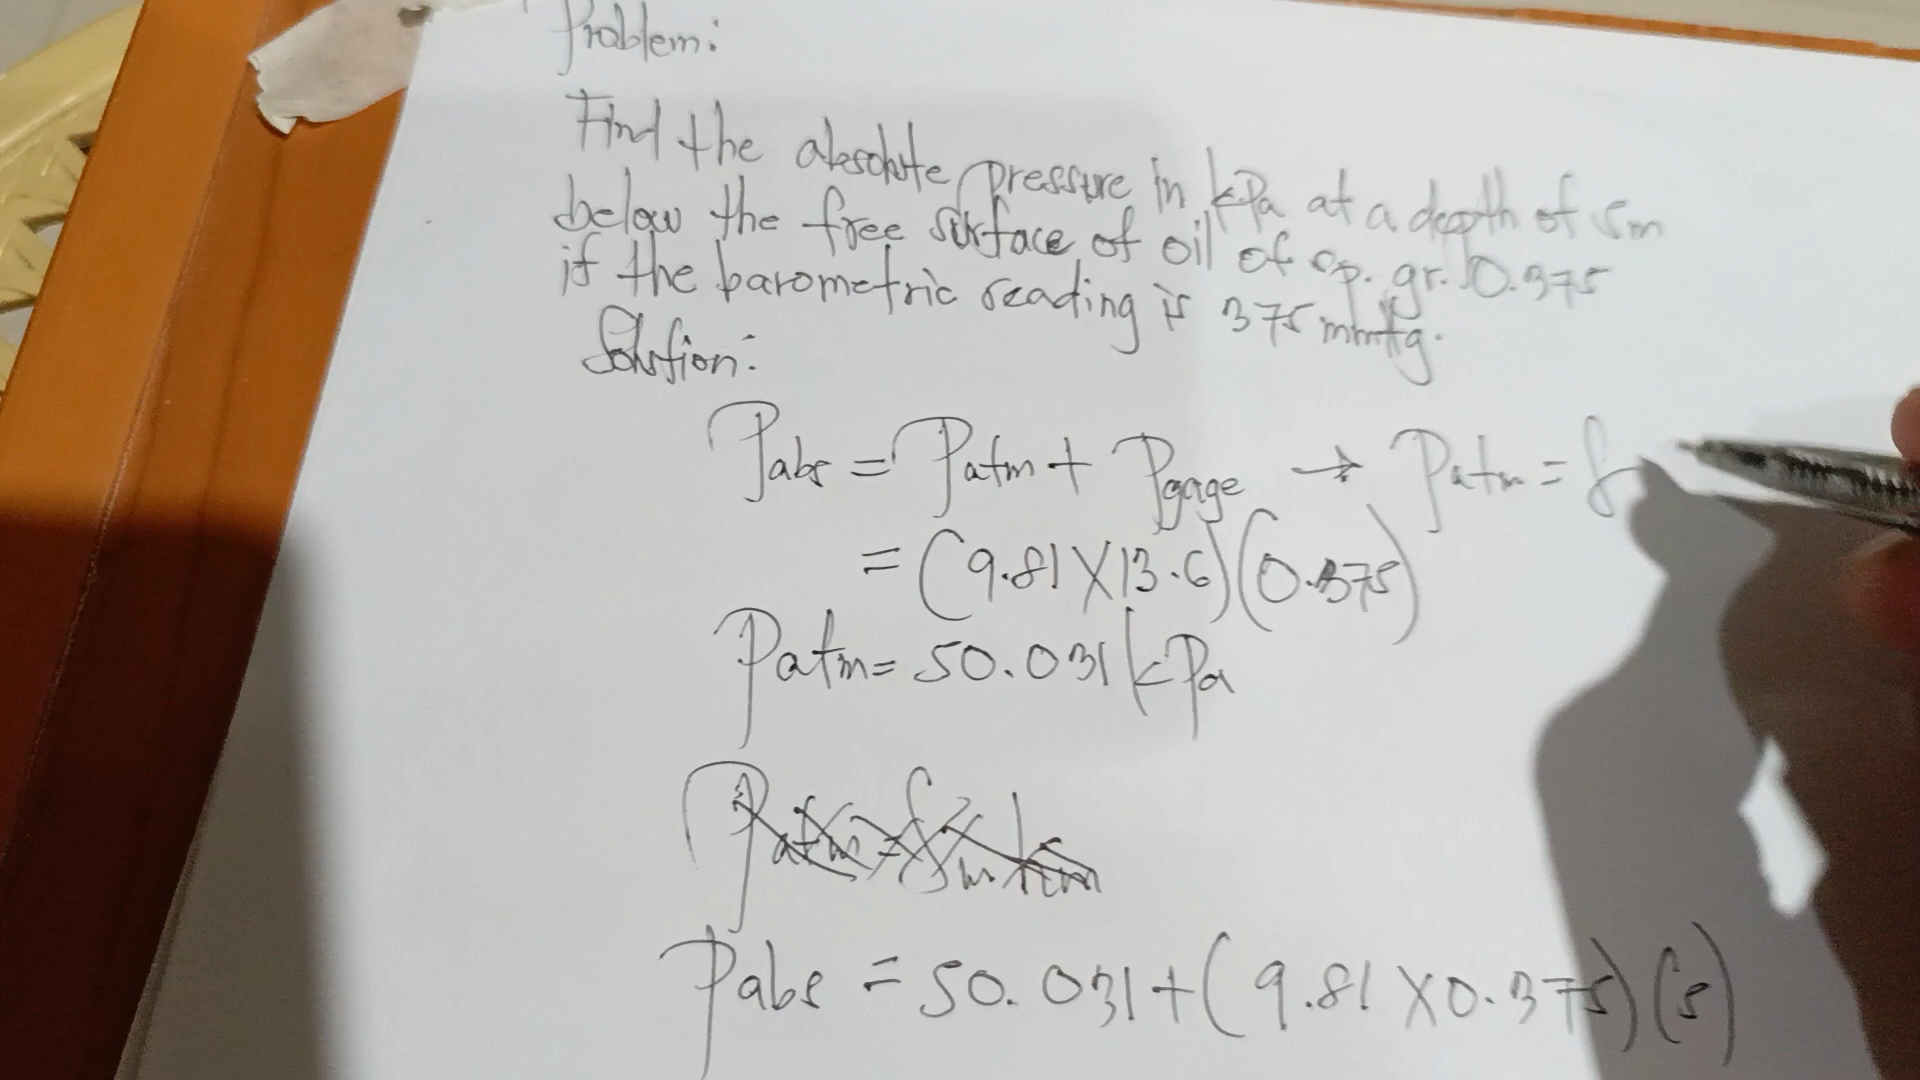 Problem:
Find the absolute pressure in kPa at a depth of 5m
below the free surface of oil of sp. gr. 0.375
if the barometric reading is 375 mmHg.
Solution:
Pabs = Patm + Pgage → Patm =
= (9.81 X 13.6)(0.375)
Patm = 50.031 kPa
Pabs = 50.031 + (9.81 X 0.375)(5)